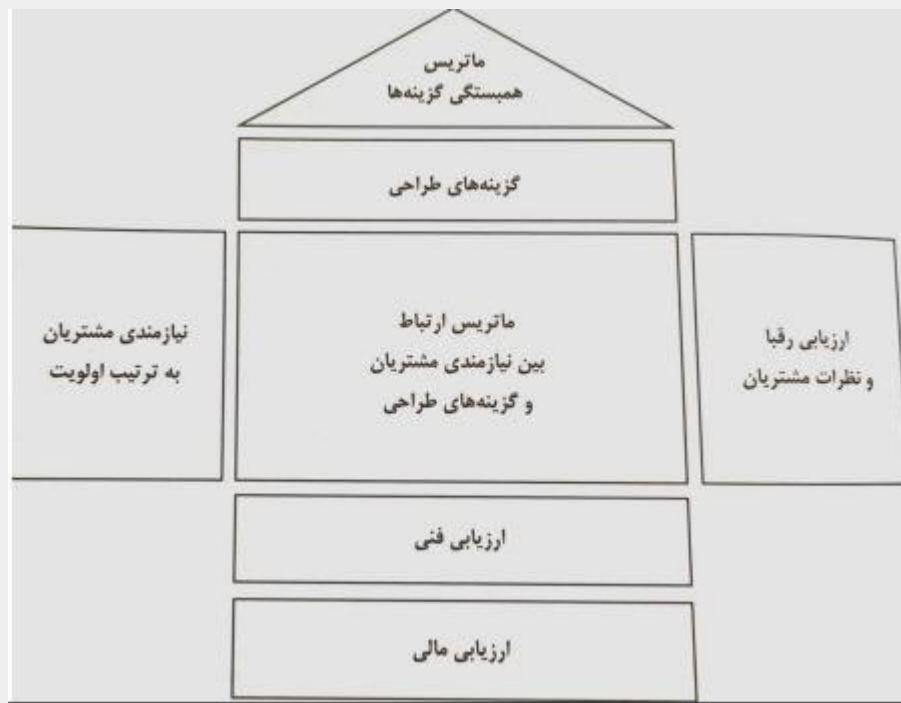 ماتریس
همبستگی گزینه‌ها
گزینه‌های طراحی
نیازمندی مشتریان
به ترتیب اولویت
ماتریس ارتباط
بین نیازمندی مشتریان
و گزینه‌های طراحی
ارزیابی رقبا
و نظرات مشتریان
ارزیابی فنی
ارزیابی مالی